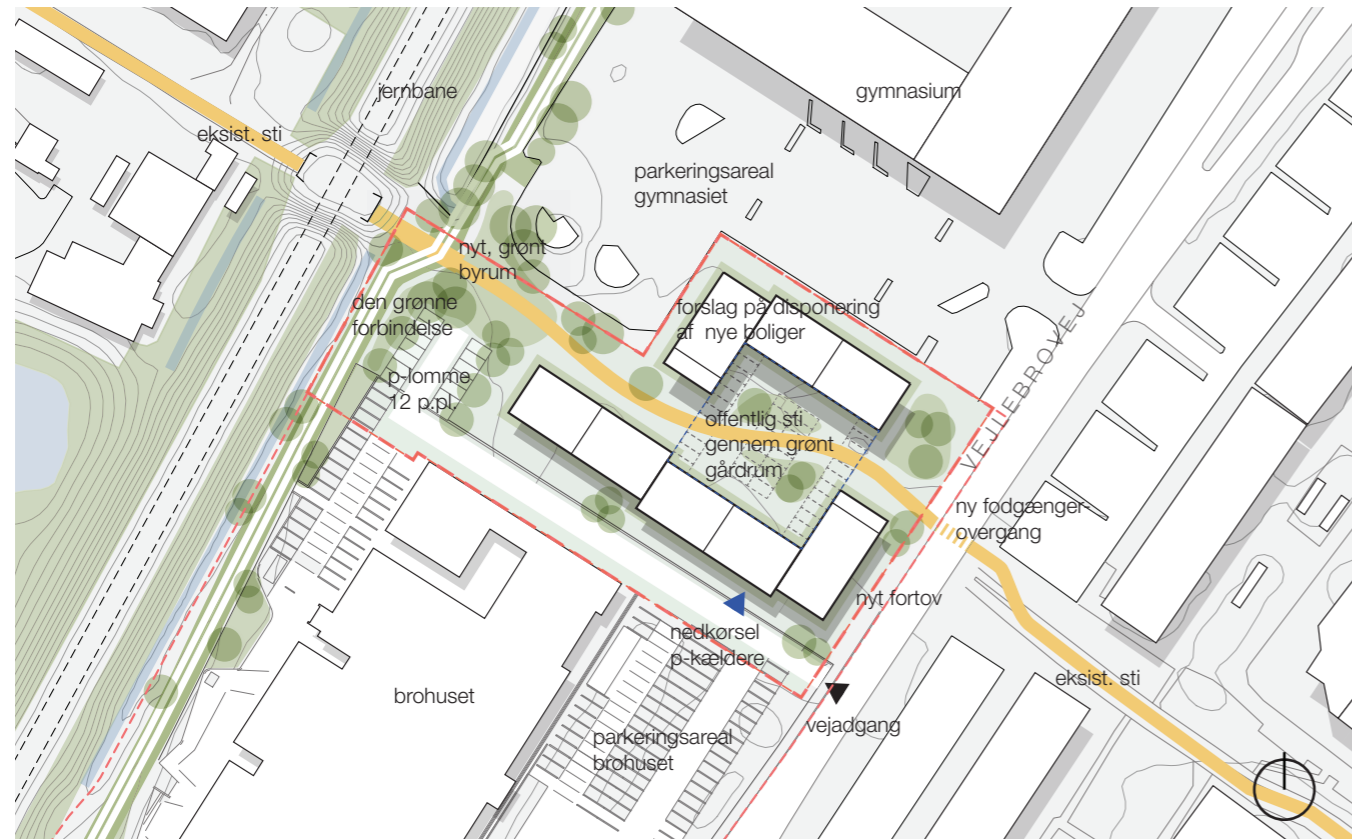 jernbane
gymnasium
eksist. sti
parkeringsareal
gymnasiet
nyt, grønt
byrum
den grønne
forbindelse
forslag på disponering
af nye boliger
p-lomme
12 p.pl.
offentlig sti
gennem grønt
gårdrum
VEJLEBROVEJ
ny fodgænger-
overgang
nyt fortov
nedkørsel
p-kældere
eksist. sti
brohuset
vejadgang
parkeringsareal
brohuset